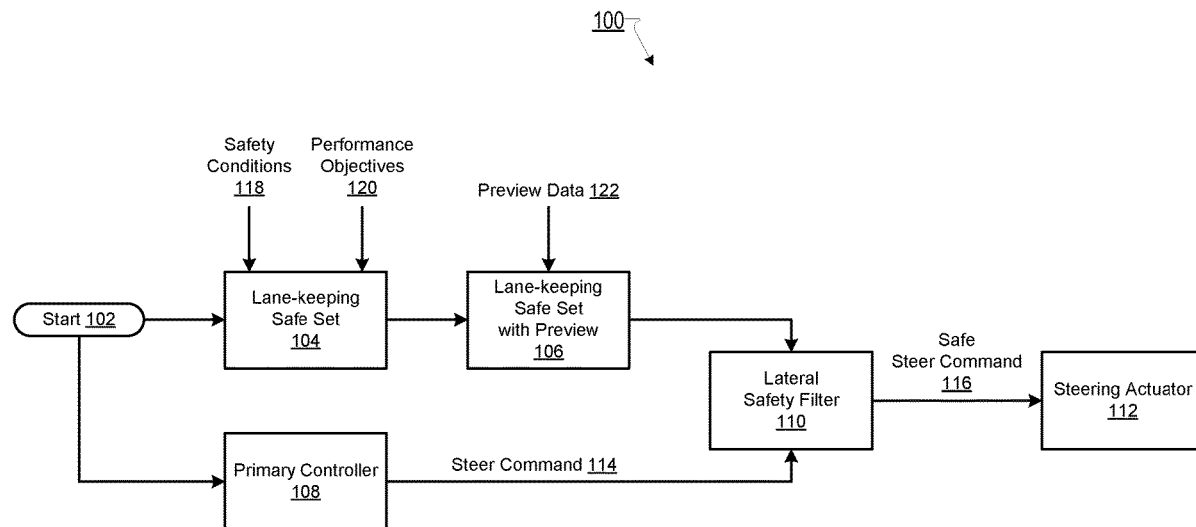 100
Safety
Conditions
118
Performance
Objectives
120
Preview Data 122
Start 102
Lane-keeping
Safe Set
104
Lane-keeping
Safe Set
with Preview
106
Lateral
Safety Filter
110
Safe
Steer Command
116
Steering Actuator
112
Primary Controller
108
Steer Command 114